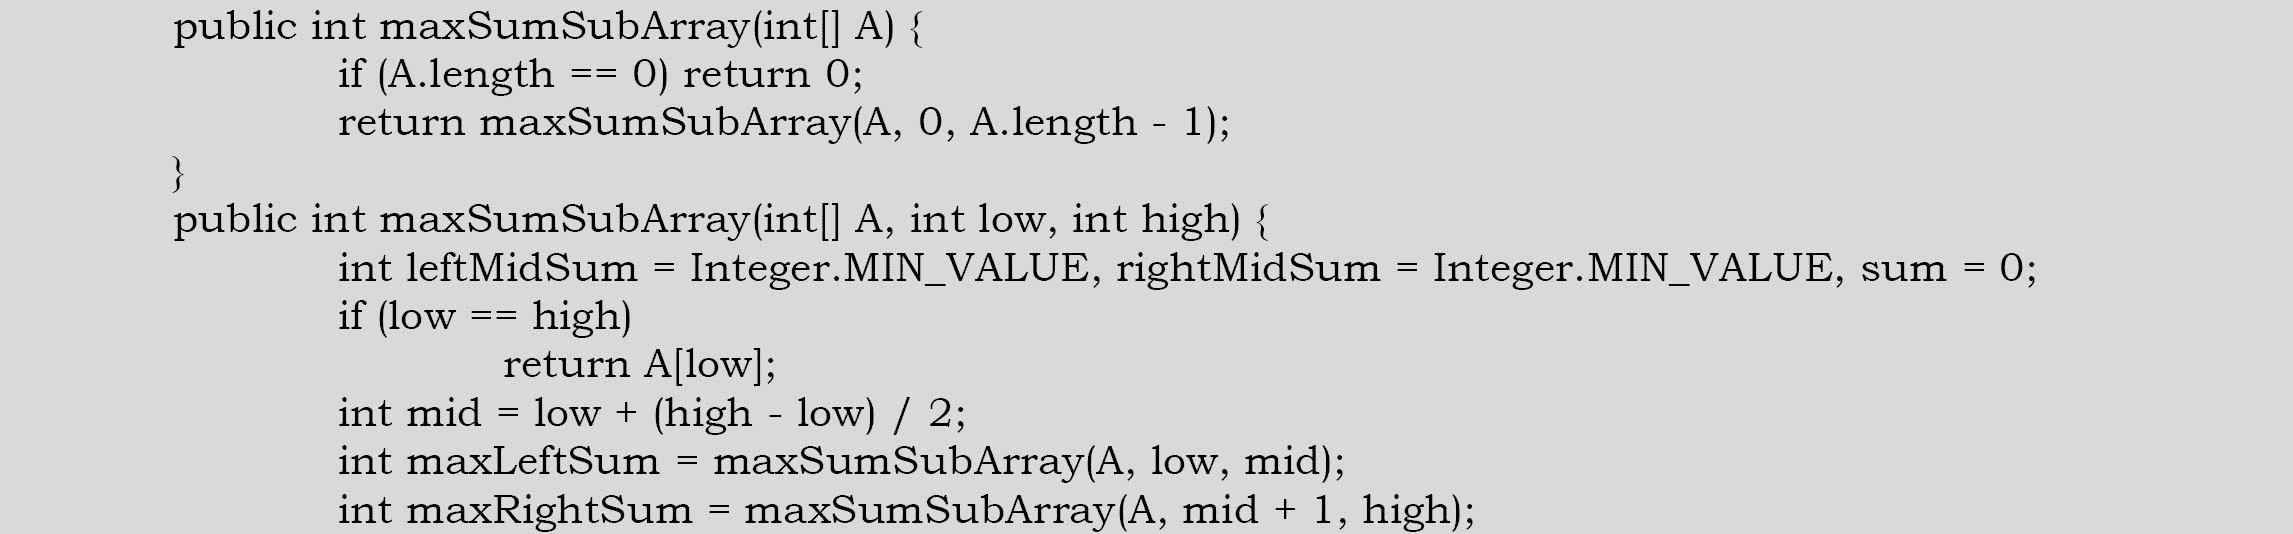 public int maxSumSubArray(int[] A) {
if (A.length == 0) return 0;
return maxSumSubArray(A, 0, A.length - 1);
}
public int maxSumSubArray(int[] A, int low, int high) {
int leftMidSum = Integer.MIN_VALUE, rightMidSum = Integer.MIN_VALUE, sum = 0;
if (low == high)
return A[low];
int mid = low + (high - low) / 2;
int maxLeftSum = maxSumSubArray(A, low, mid);
int maxRightSum = maxSumSubArray(A, mid + 1, high);